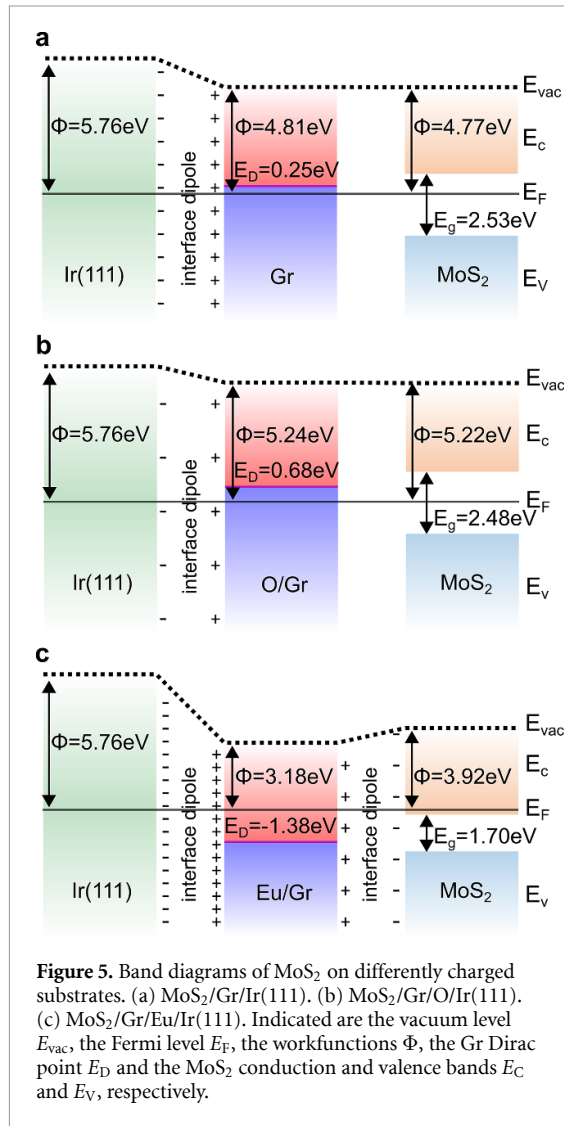 a
Φ=5.76eV
Φ=4.81eV
Φ=4.77eV
E_D=0.25eV
E_g=2.53eV
E_vac
E_c
E_F
E_V
Ir(111)
interface dipole
Gr
MoS₂
b
Φ=5.76eV
Φ=5.24eV
Φ=5.22eV
E_D=0.68eV
E_g=2.48eV
E_vac
E_c
E_F
E_v
Ir(111)
interface dipole
O/Gr
MoS₂
c
Φ=5.76eV
Φ=3.18eV
Φ=3.92eV
E_D=-1.38eV
E_g=1.70eV
E_vac
E_c
E_F
E_v
Ir(111)
interface dipole
Eu/Gr
interface dipole
MoS₂
Figure 5. Band diagrams of MoS₂ on differently charged
substrates. (a) MoS₂/Gr/Ir(111). (b) MoS₂/Gr/O/Ir(111).
(c) MoS₂/Gr/Eu/Ir(111). Indicated are the vacuum level
E_vac, the Fermi level E_F, the workfunctions Φ, the Gr Dirac
point E_D and the MoS₂ conduction and valence bands E_C
and E_V, respectively.